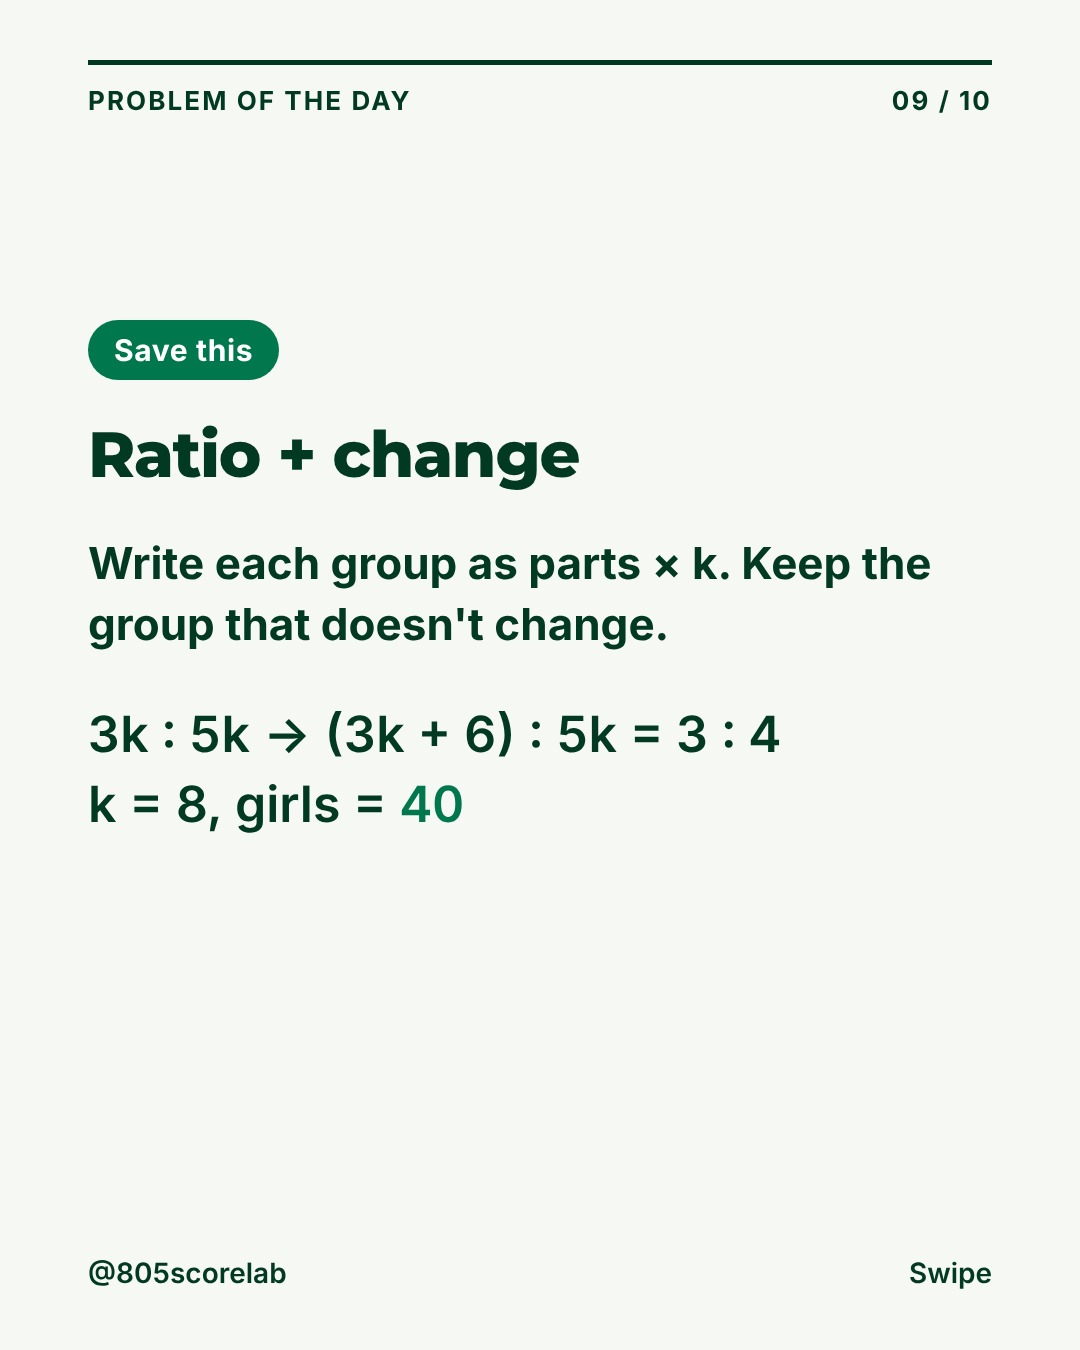 PROBLEM OF THE DAY
09 / 10
Save this
Ratio + change
Write each group as parts × k. Keep the
group that doesn't change.
3k : 5k → (3k + 6) : 5k = 3 : 4
k = 8, girls = 40
@805scorelab
Swipe